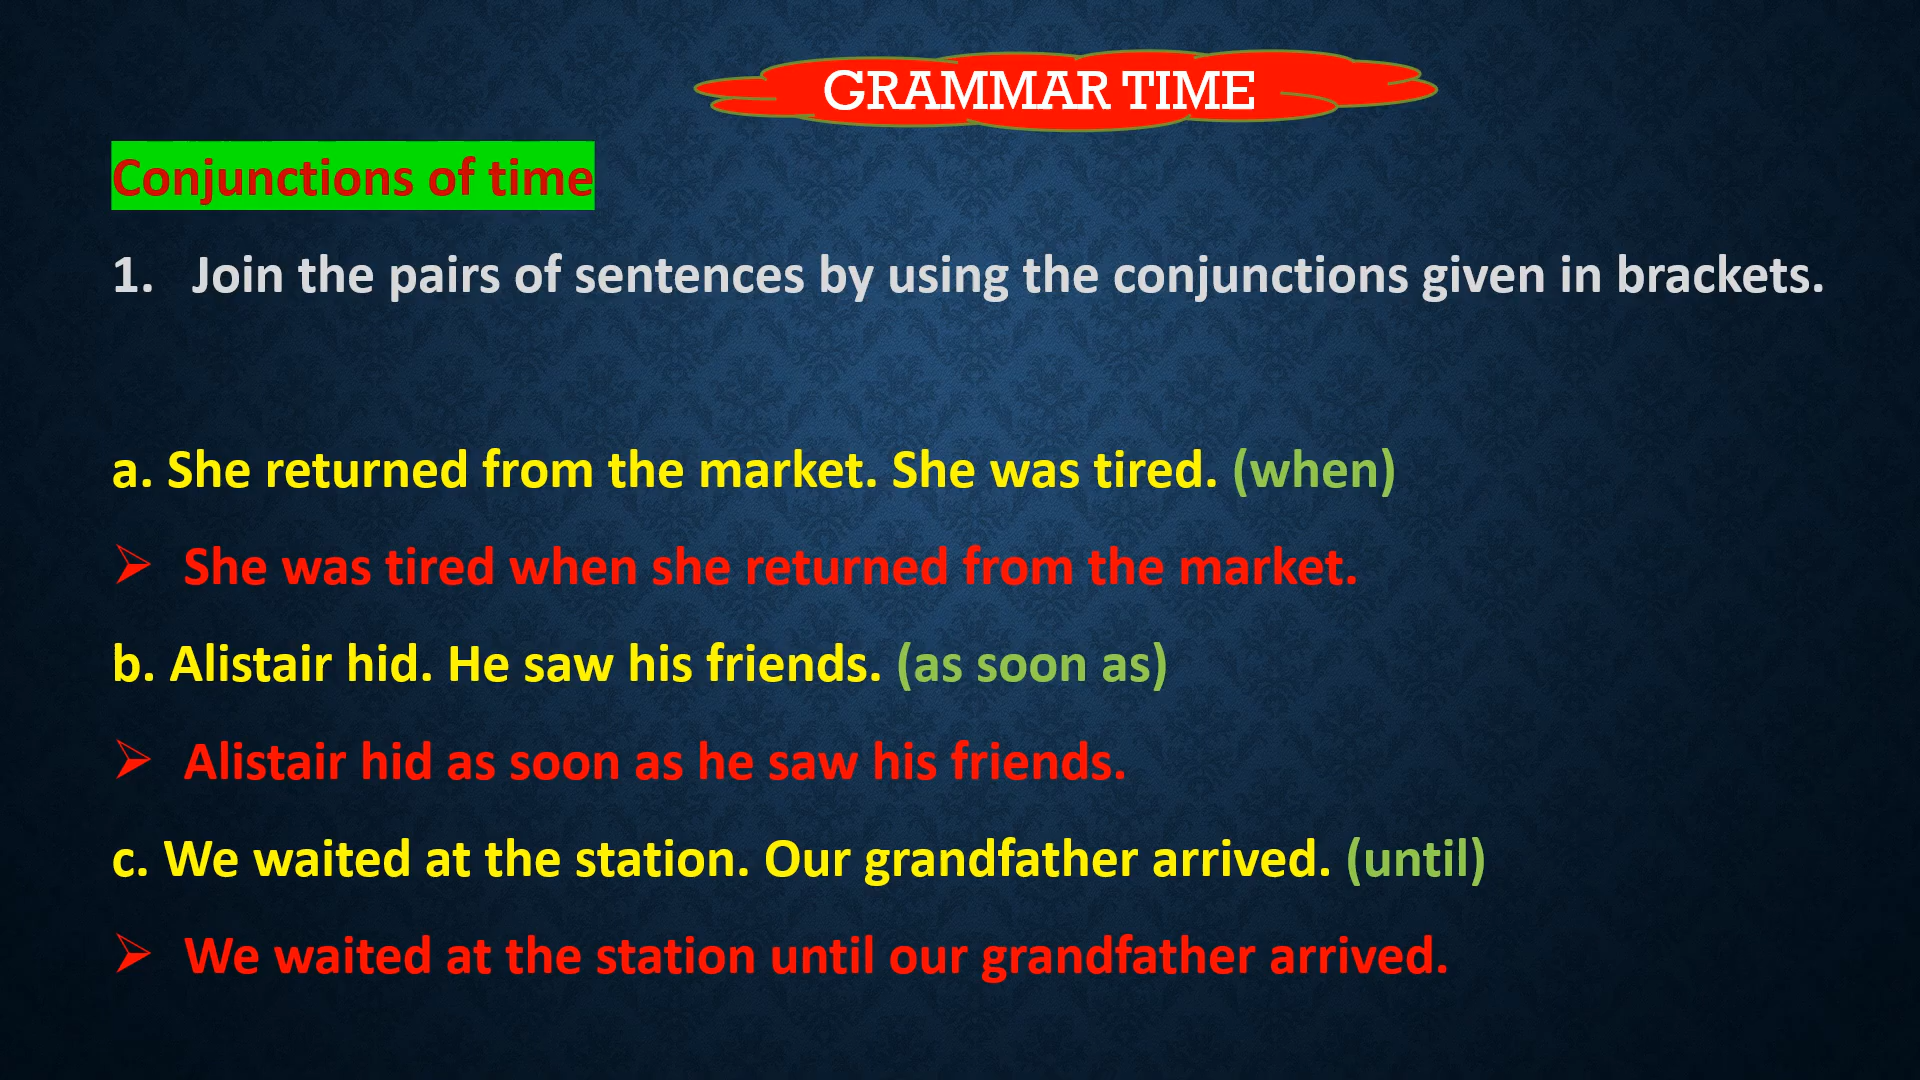 GRAMMAR TIME
Conjunctions of time
1. Join the pairs of sentences by using the conjunctions given in brackets.
a. She returned from the market. She was tired. (when)
➢ She was tired when she returned from the market.
b. Alistair hid. He saw his friends. (as soon as)
➢ Alistair hid as soon as he saw his friends.
c. We waited at the station. Our grandfather arrived. (until)
➢ We waited at the station until our grandfather arrived.